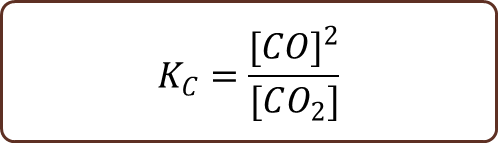 K_C = [CO]^2 / [CO_2]